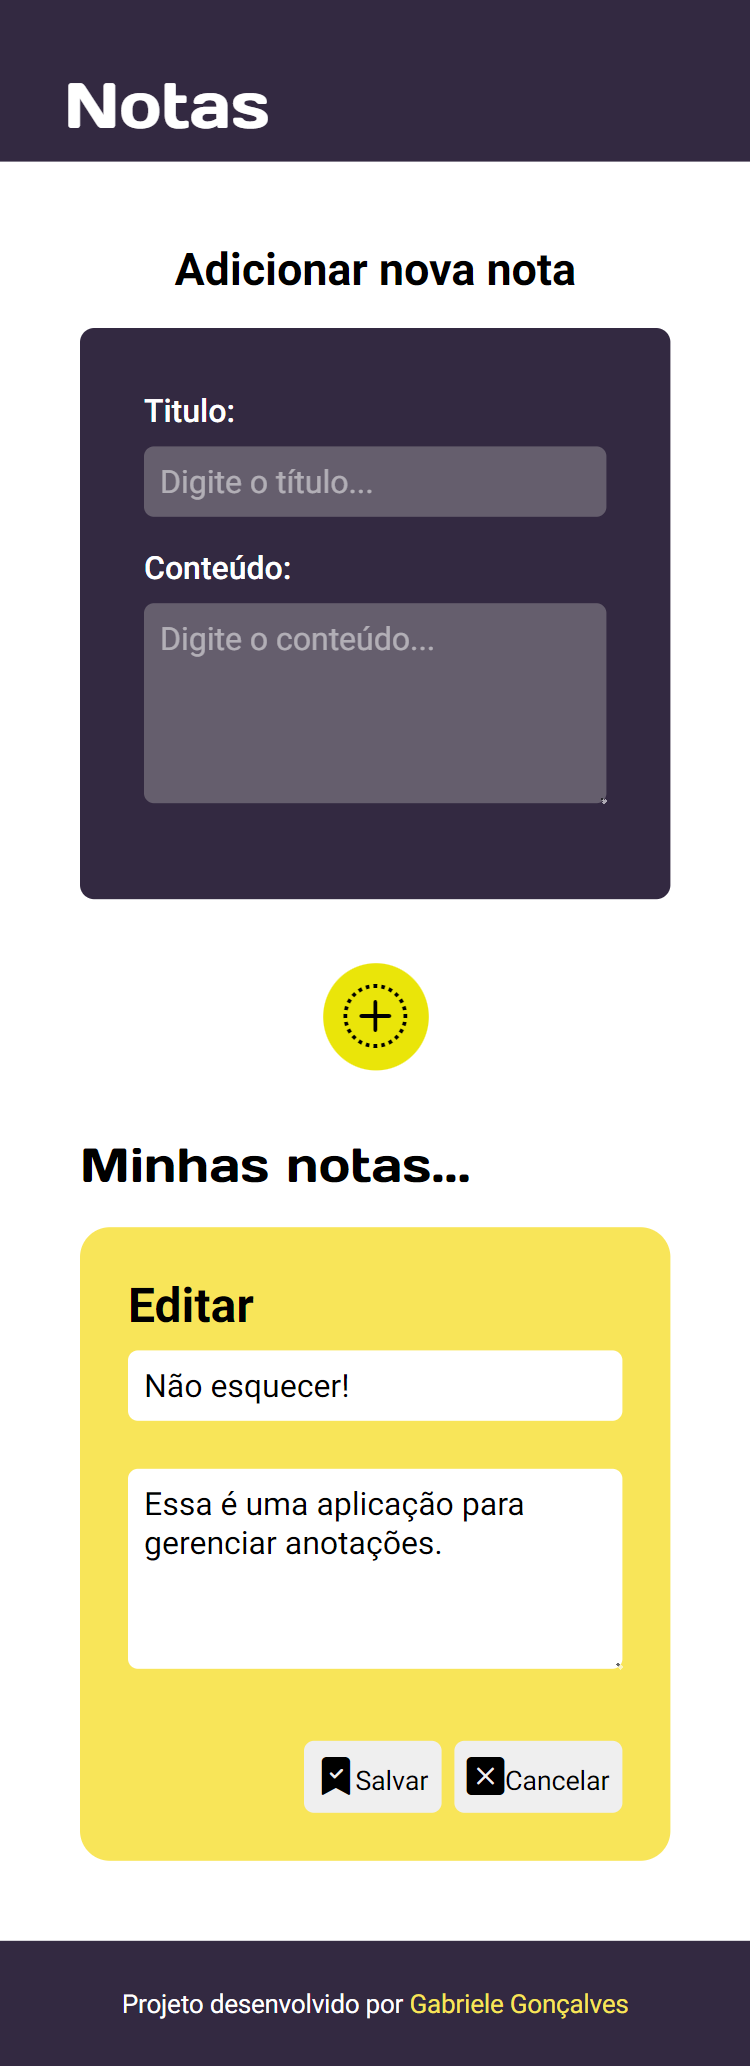 Notas
Adicionar nova nota
Titulo:
Digite o título...
Conteúdo:
Digite o conteúdo...
Minhas notas...
Editar
Não esquecer!
Essa é uma aplicação para
gerenciar anotações.
Salvar Cancelar
Projeto desenvolvido por Gabriele Gonçalves